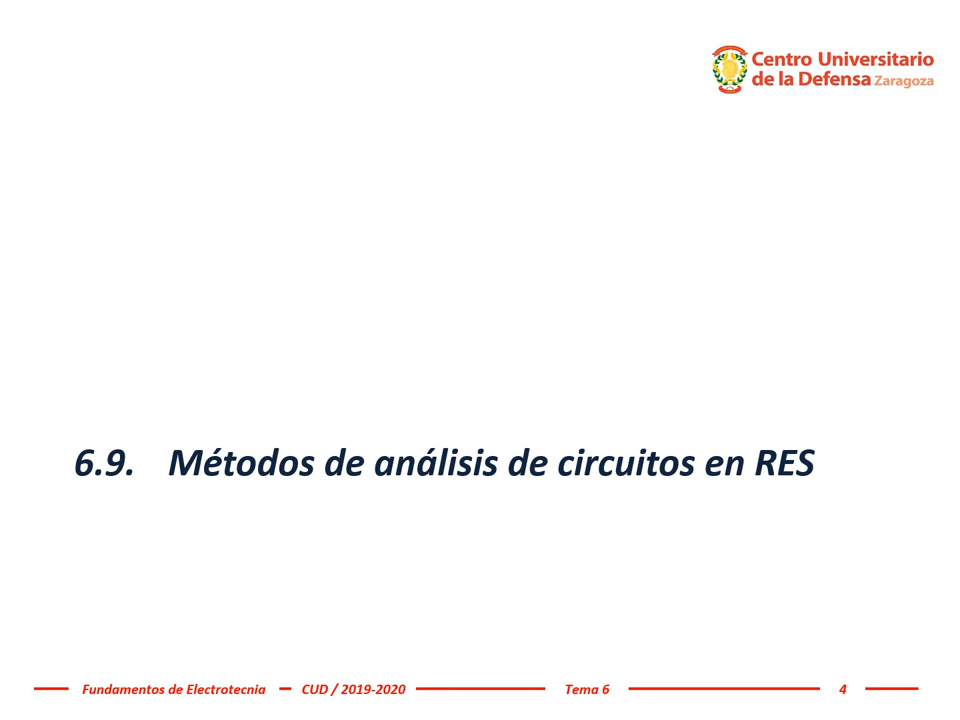 Centro Universitario
de la Defensa Zaragoza
6.9. Métodos de análisis de circuitos en RES
Fundamentos de Electrotecnia CUD / 2019-2020 Tema 6 4